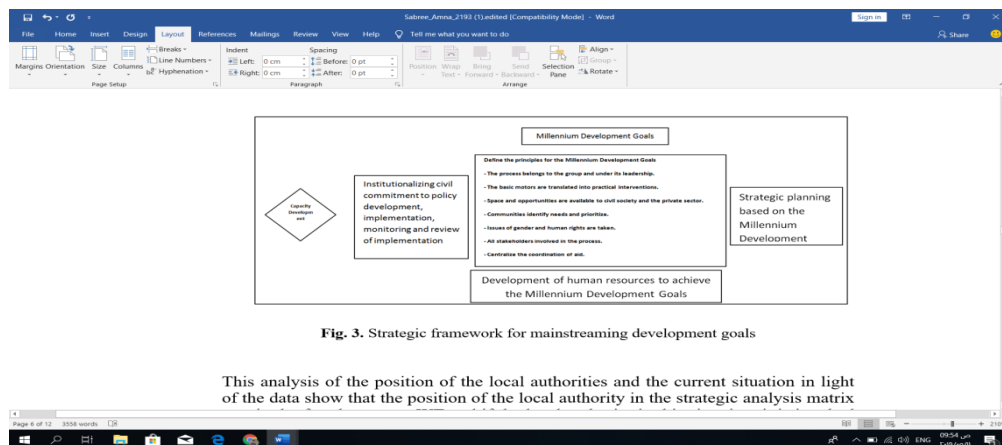 Sabree_Amna_2193 (1).edited [Compatibility Mode] - Word
Sign in
File Home Insert Design Layout References Mailings Review View Help Tell me what you want to do
Share
Margins Orientation Size Columns
Breaks
Line Numbers
Hyphenation
Page Setup
Indent Spacing
Left: 0 cm Before: 0 pt
Right: 0 cm After: 0 pt
Paragraph
Position Wrap Text Bring Forward Send Backward Selection Pane
Align
Group
Rotate
Arrange
Millennium Development Goals
Capacity
Developm
ent
Institutionalizing civil
commitment to policy
development,
implementation,
monitoring and review
of implementation
Define the principles for the Millennium Development Goals
- The process belongs to the group and under its leadership.
- The basic motors are translated into practical interventions.
- Space and opportunities are available to civil society and the private sector.
- Communities identify needs and prioritize.
- Issues of gender and human rights are taken.
- All stakeholders involved in the process.
- Centralize the coordination of aid.
Strategic planning
based on the
Millennium
Development
Development of human resources to achieve
the Millennium Development Goals
Fig. 3. Strategic framework for mainstreaming development goals
This analysis of the position of the local authorities and the current situation in light
of the data show that the position of the local authority in the strategic analysis matrix
Page 6 of 12 3558 words
ENG 09:54 ص